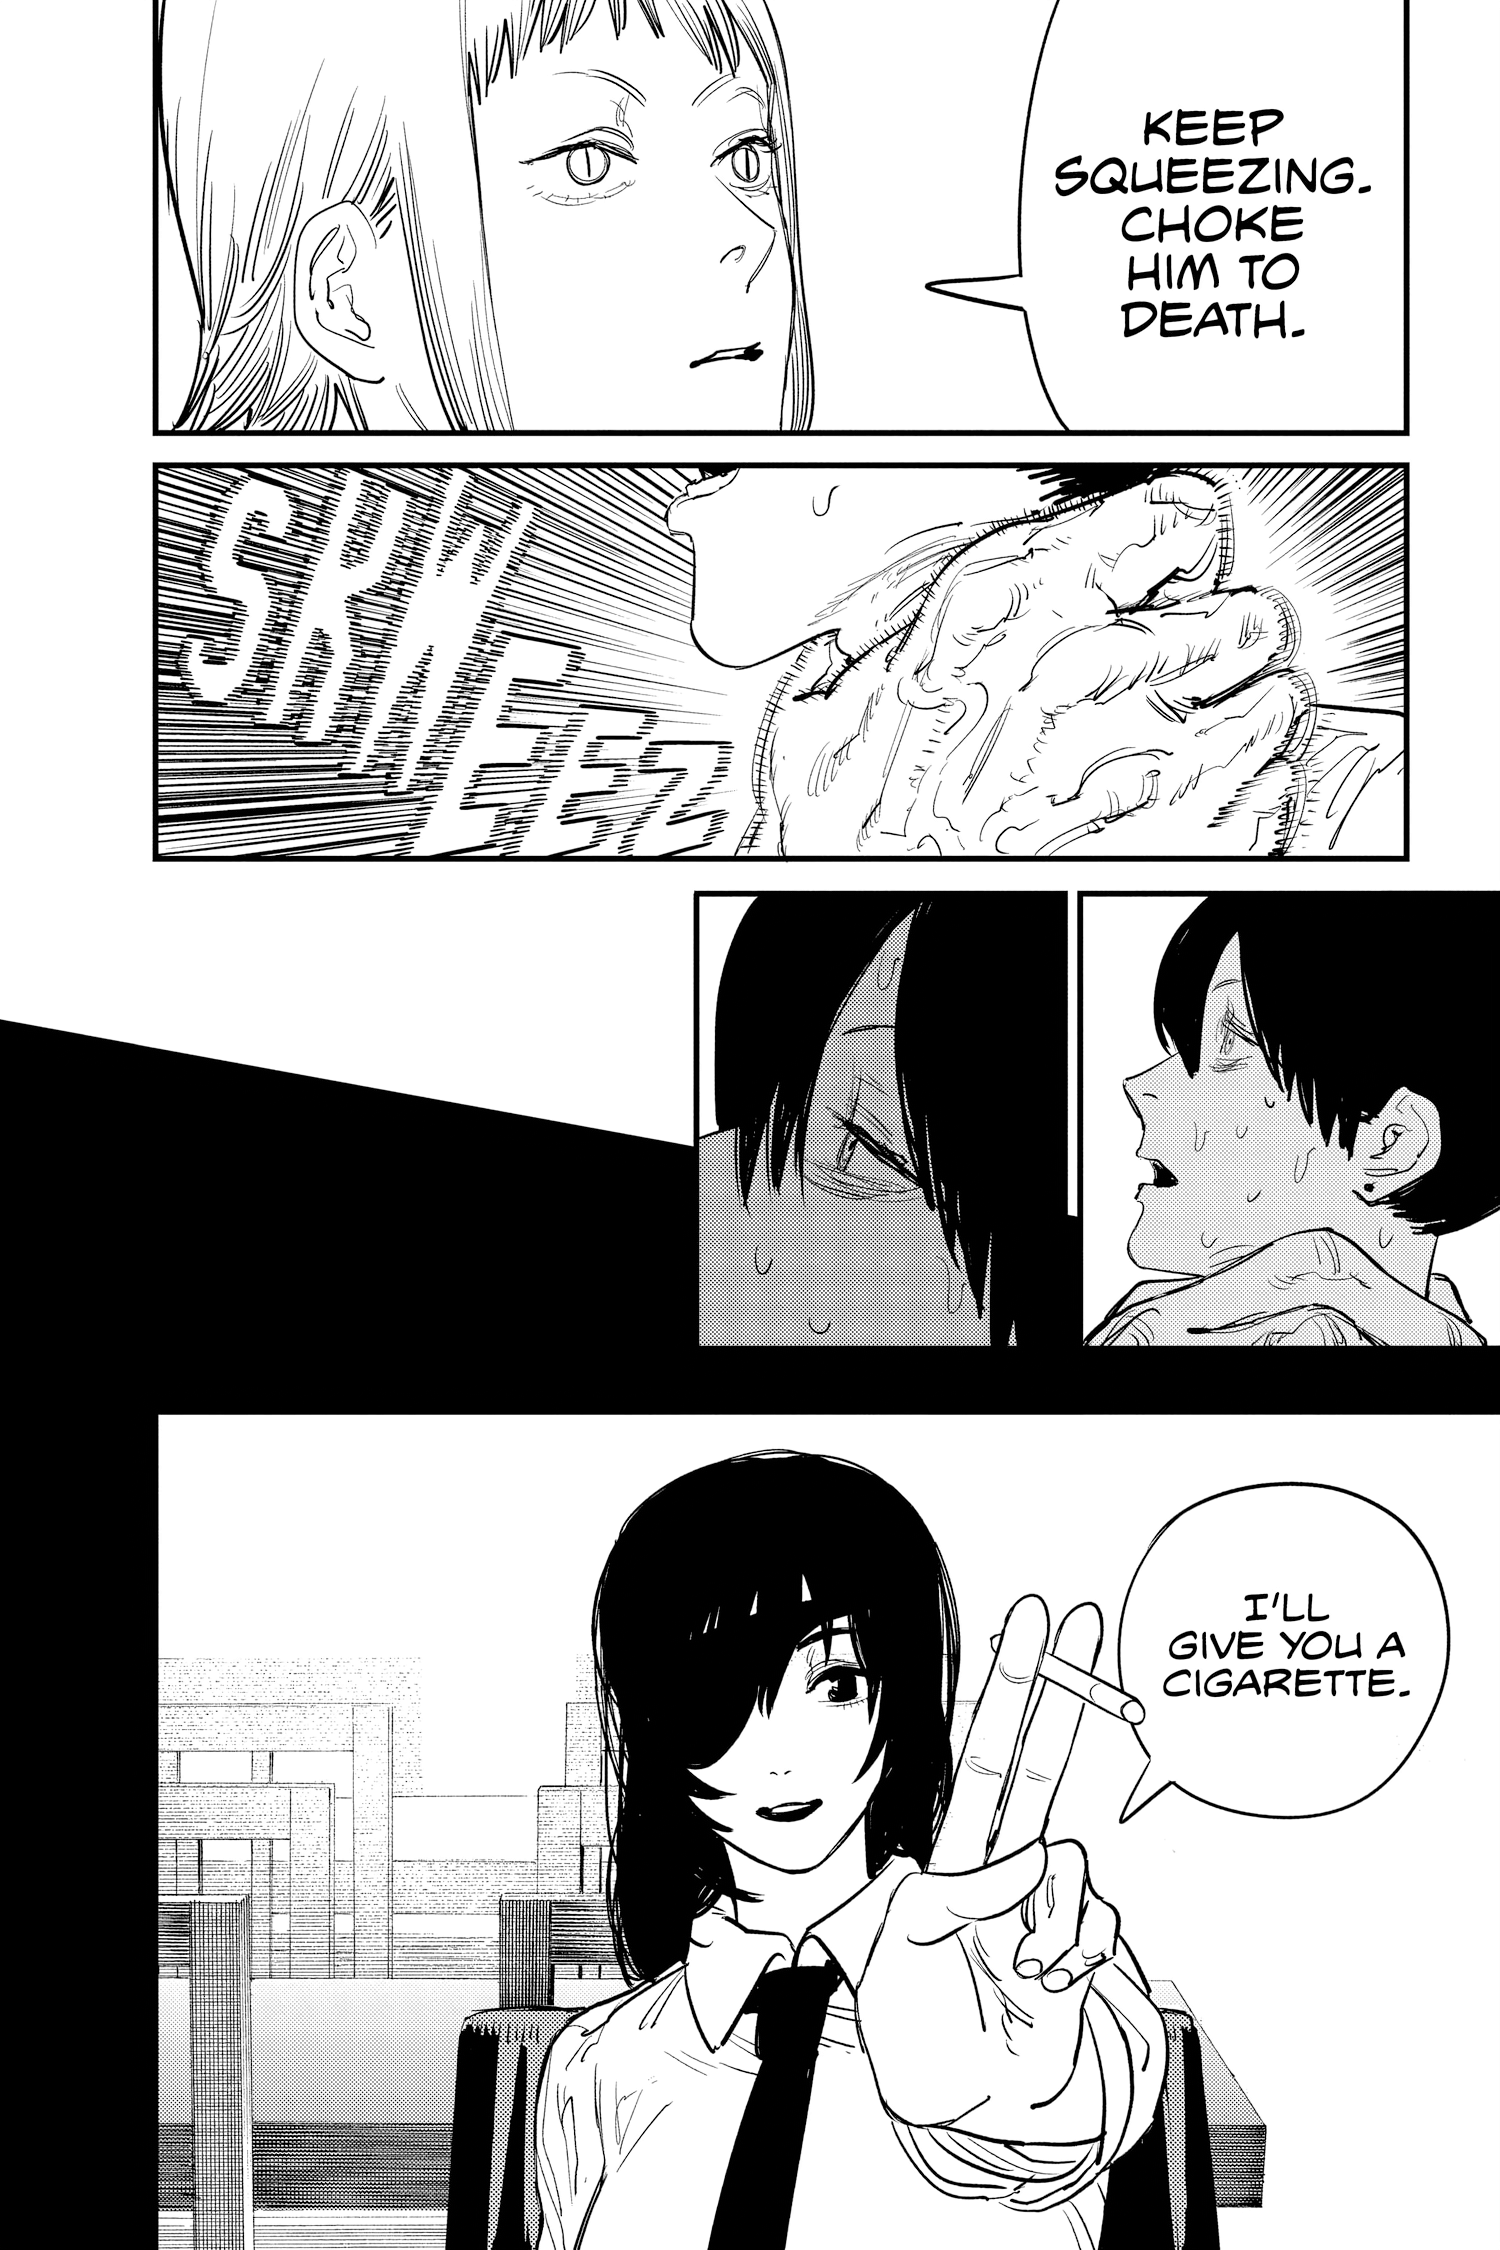 KEEP
SQUEEZING.
CHOKE
HIM TO
DEATH.
I'LL
GIVE YOU A
CIGARETTE.